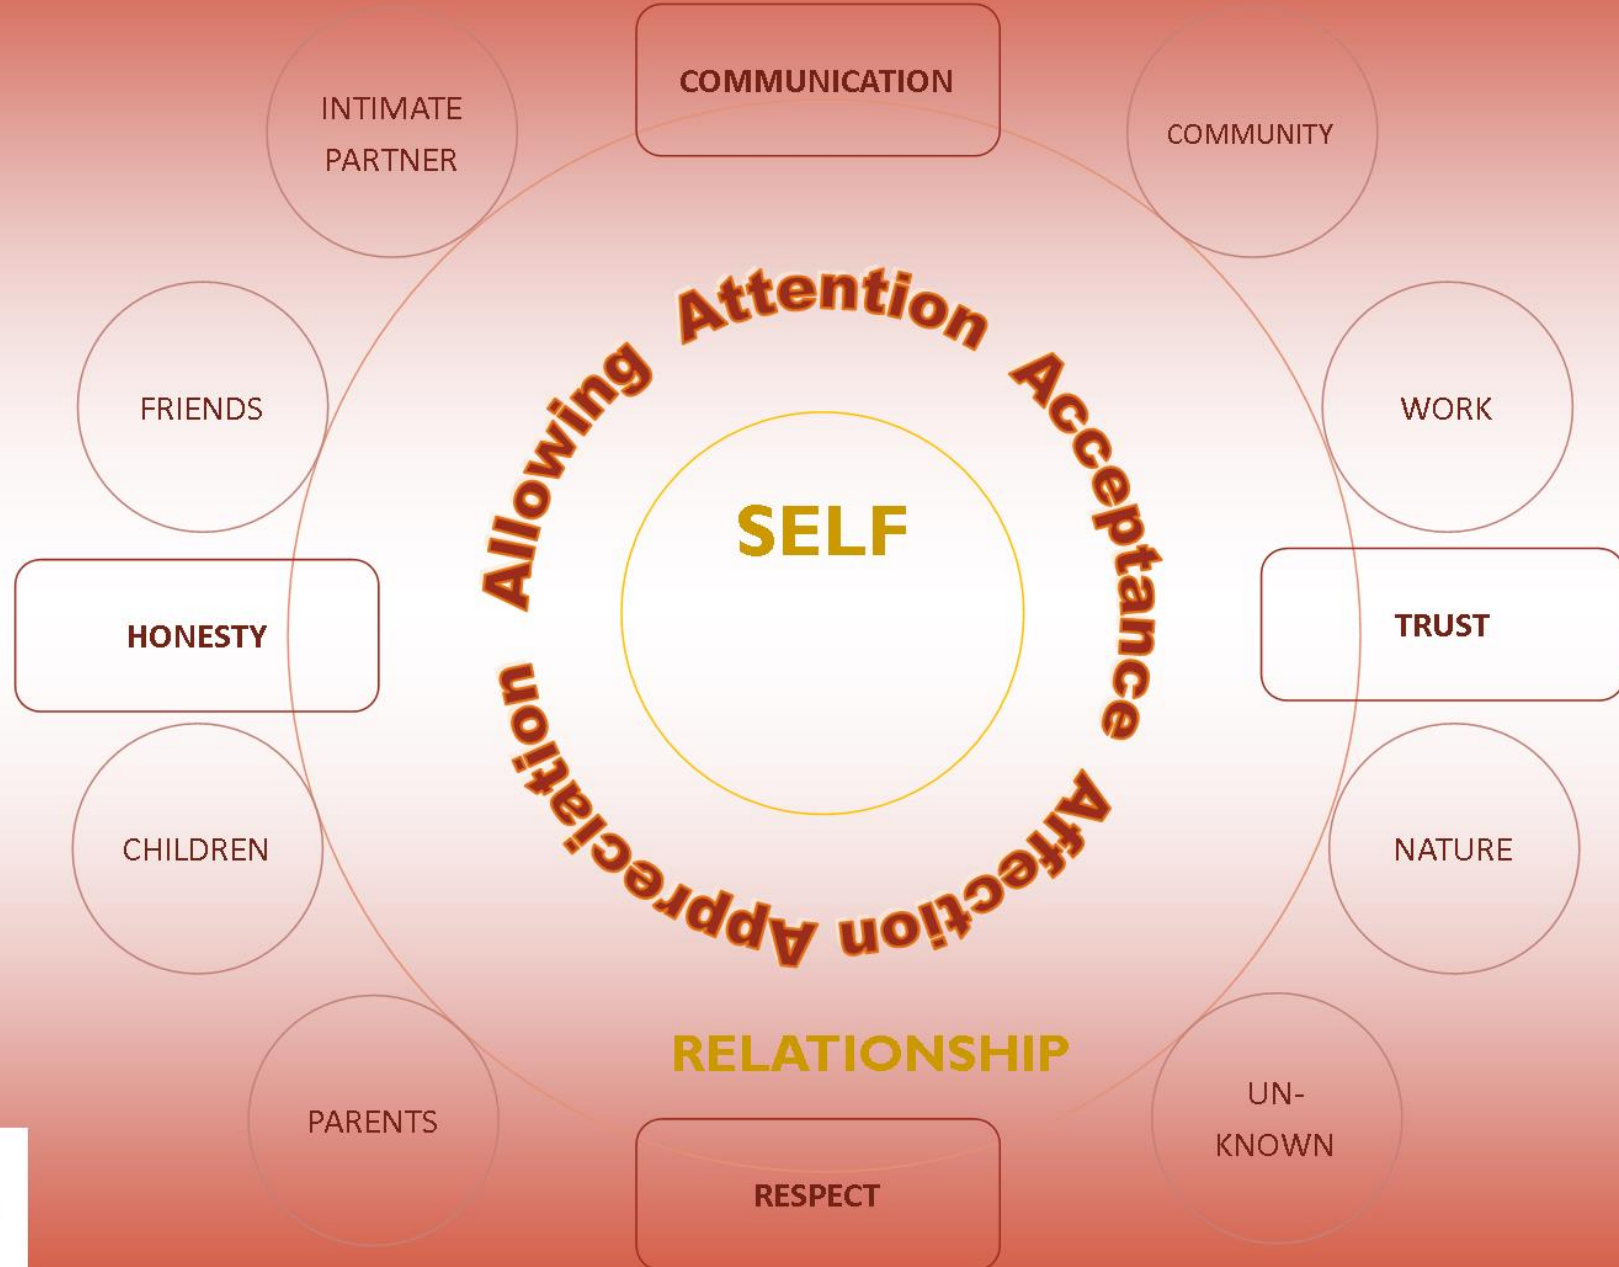 COMMUNICATION
INTIMATE
PARTNER
COMMUNITY
Allowing Attention Acceptance Affection Appreciation
FRIENDS
WORK
SELF
HONESTY
TRUST
CHILDREN
NATURE
RELATIONSHIP
PARENTS
UN-
KNOWN
RESPECT